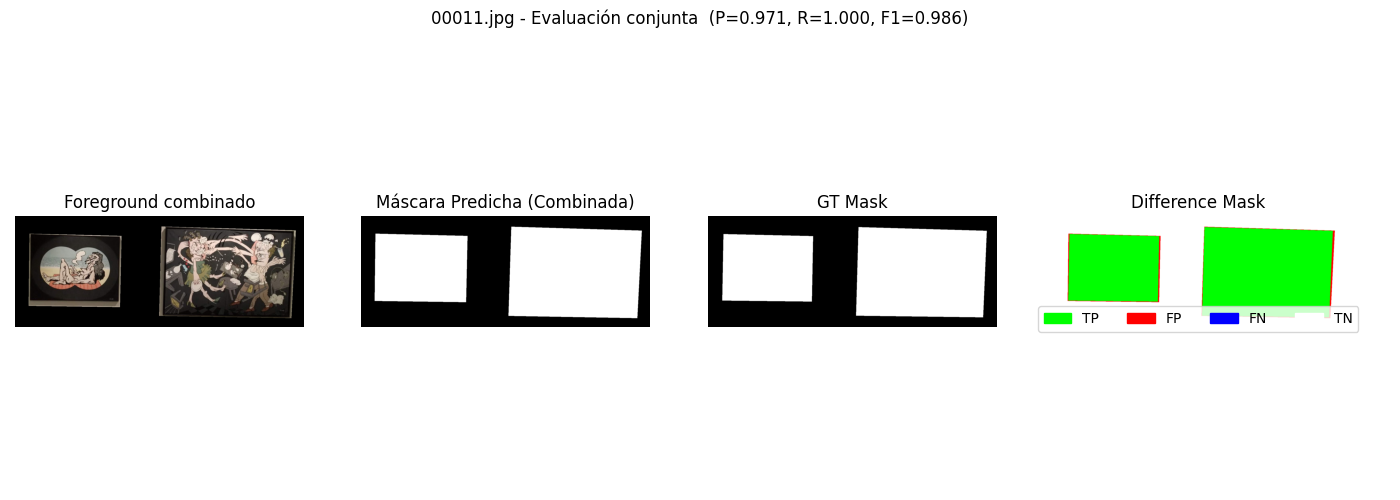 00011.jpg - Evaluación conjunta  (P=0.971, R=1.000, F1=0.986)
Foreground combinado
Máscara Predicha (Combinada)
GT Mask
Difference Mask
TP FP FN TN